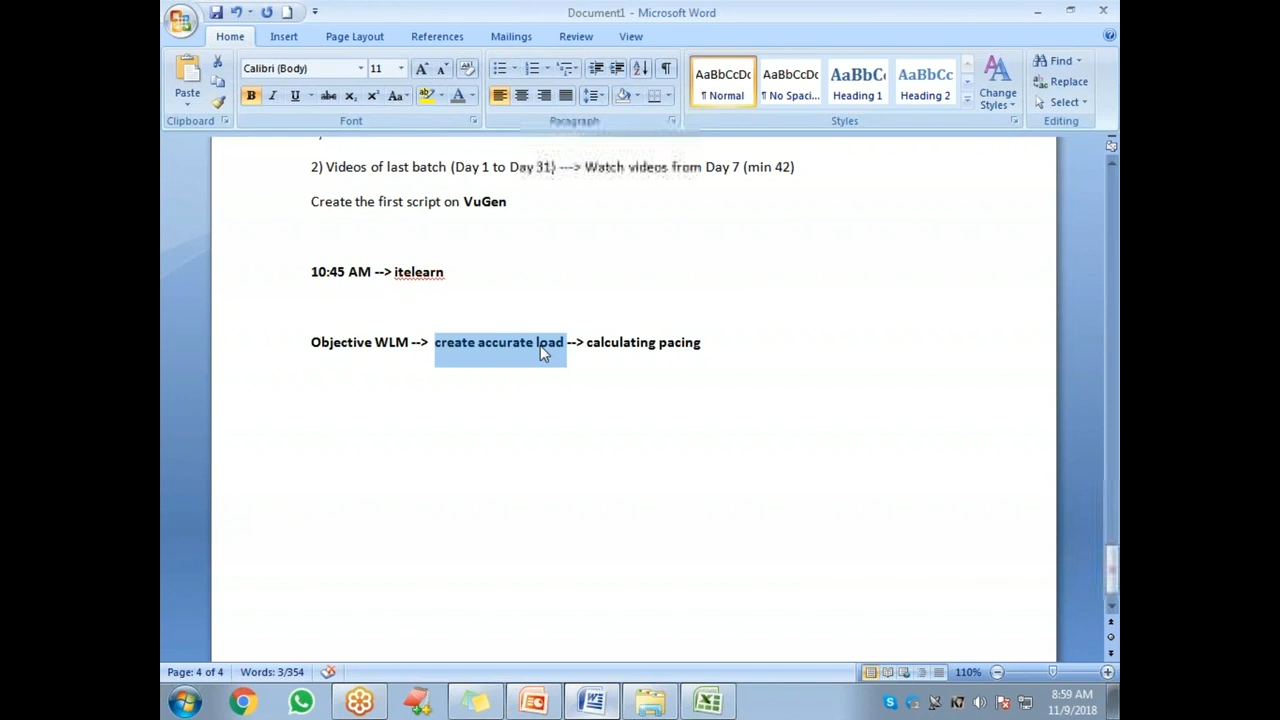 Document1 - Microsoft Word
Home Insert Page Layout References Mailings Review View
Calibri (Body) 11
AaBbCcDc AaBbCcDc AaBbC AaBbCc
Paste
¶ Normal ¶ No Spaci... Heading 1 Heading 2
Change Styles
Find
Replace
Select
Clipboard Font Paragraph Styles Editing
2) Videos of last batch (Day 1 to Day 31) ---> Watch videos from Day 7 (min 42)
Create the first script on VuGen
10:45 AM --> itelearn
Objective WLM --> create accurate load --> calculating pacing
Page: 4 of 4 Words: 3/354 110%
8:59 AM
11/9/2018